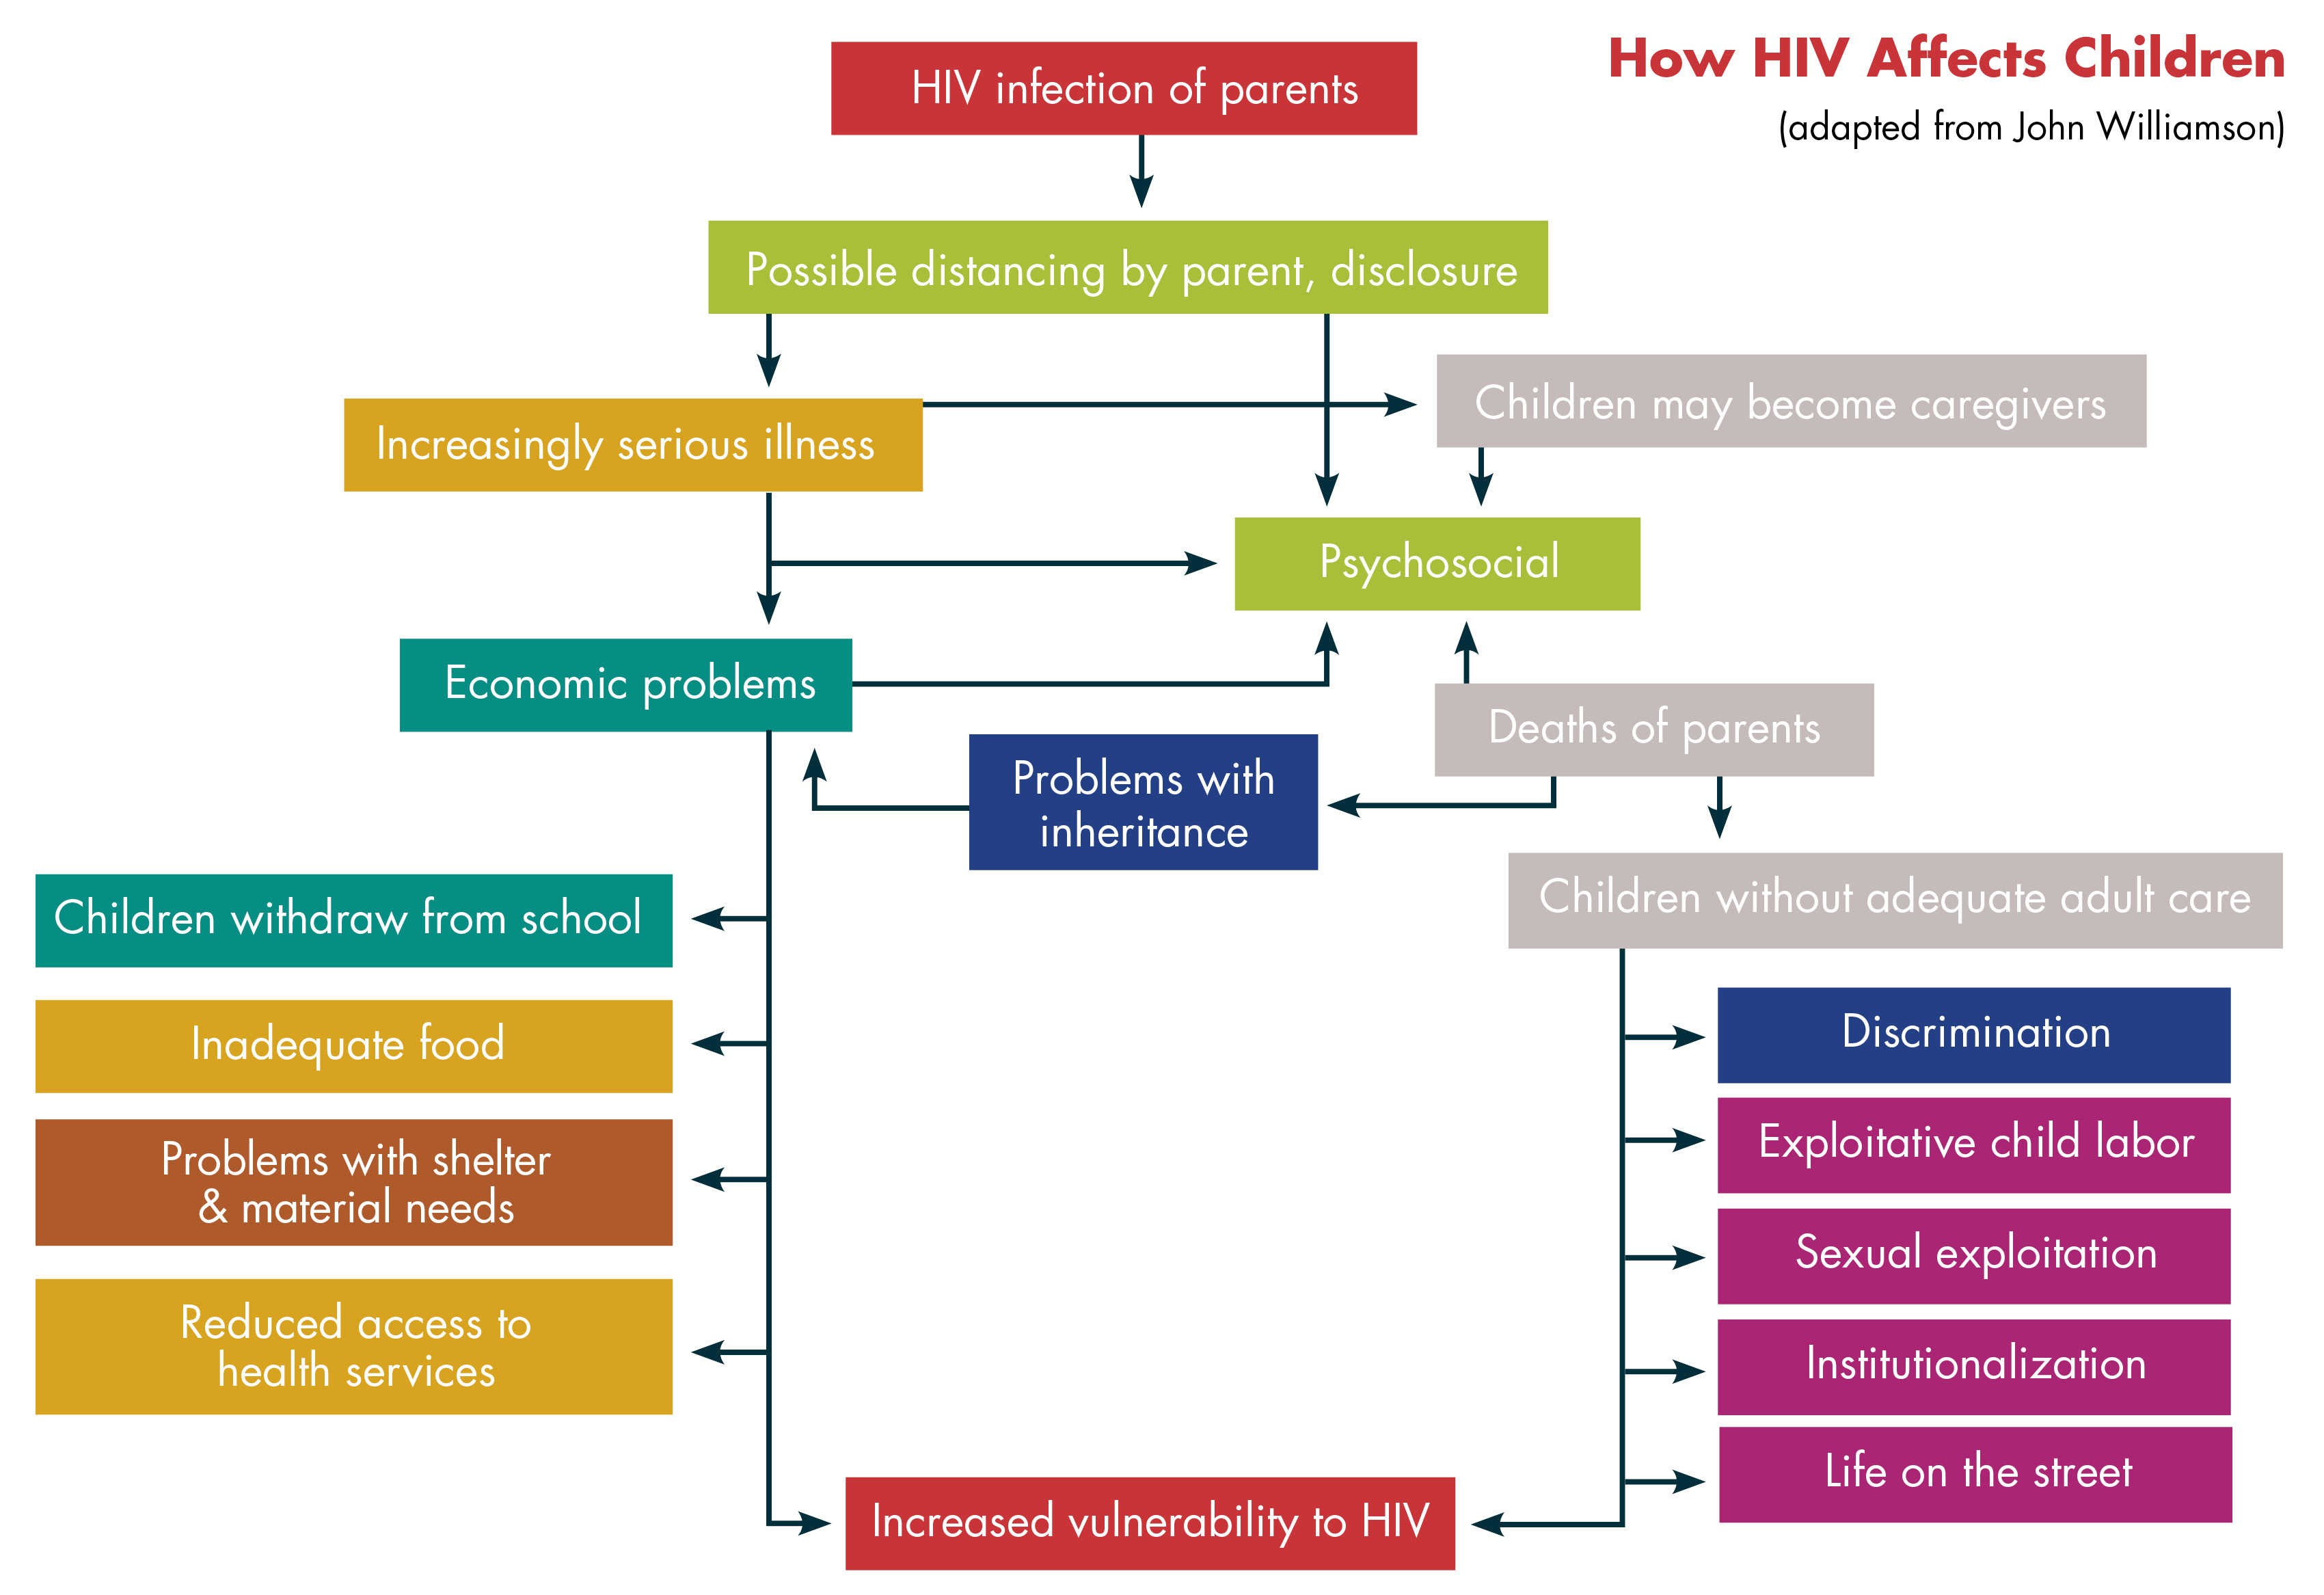 How HIV Affects Children
(adapted from John Williamson)
HIV infection of parents
Possible distancing by parent, disclosure
Children may become caregivers
Increasingly serious illness
Psychosocial
Economic problems
Deaths of parents
Problems with
inheritance
Children without adequate adult care
Children withdraw from school
Inadequate food
Problems with shelter
& material needs
Reduced access to
health services
Discrimination
Exploitative child labor
Sexual exploitation
Institutionalization
Life on the street
Increased vulnerability to HIV